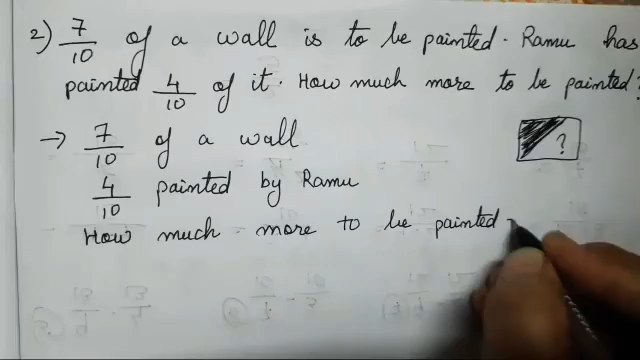 2) 7/10 of a wall is to be painted. Ramu has
painted 4/10 of it. How much more to be painted?
→ 7/10 of a wall.
4/10 painted by Ramu
How much more to be painted
?